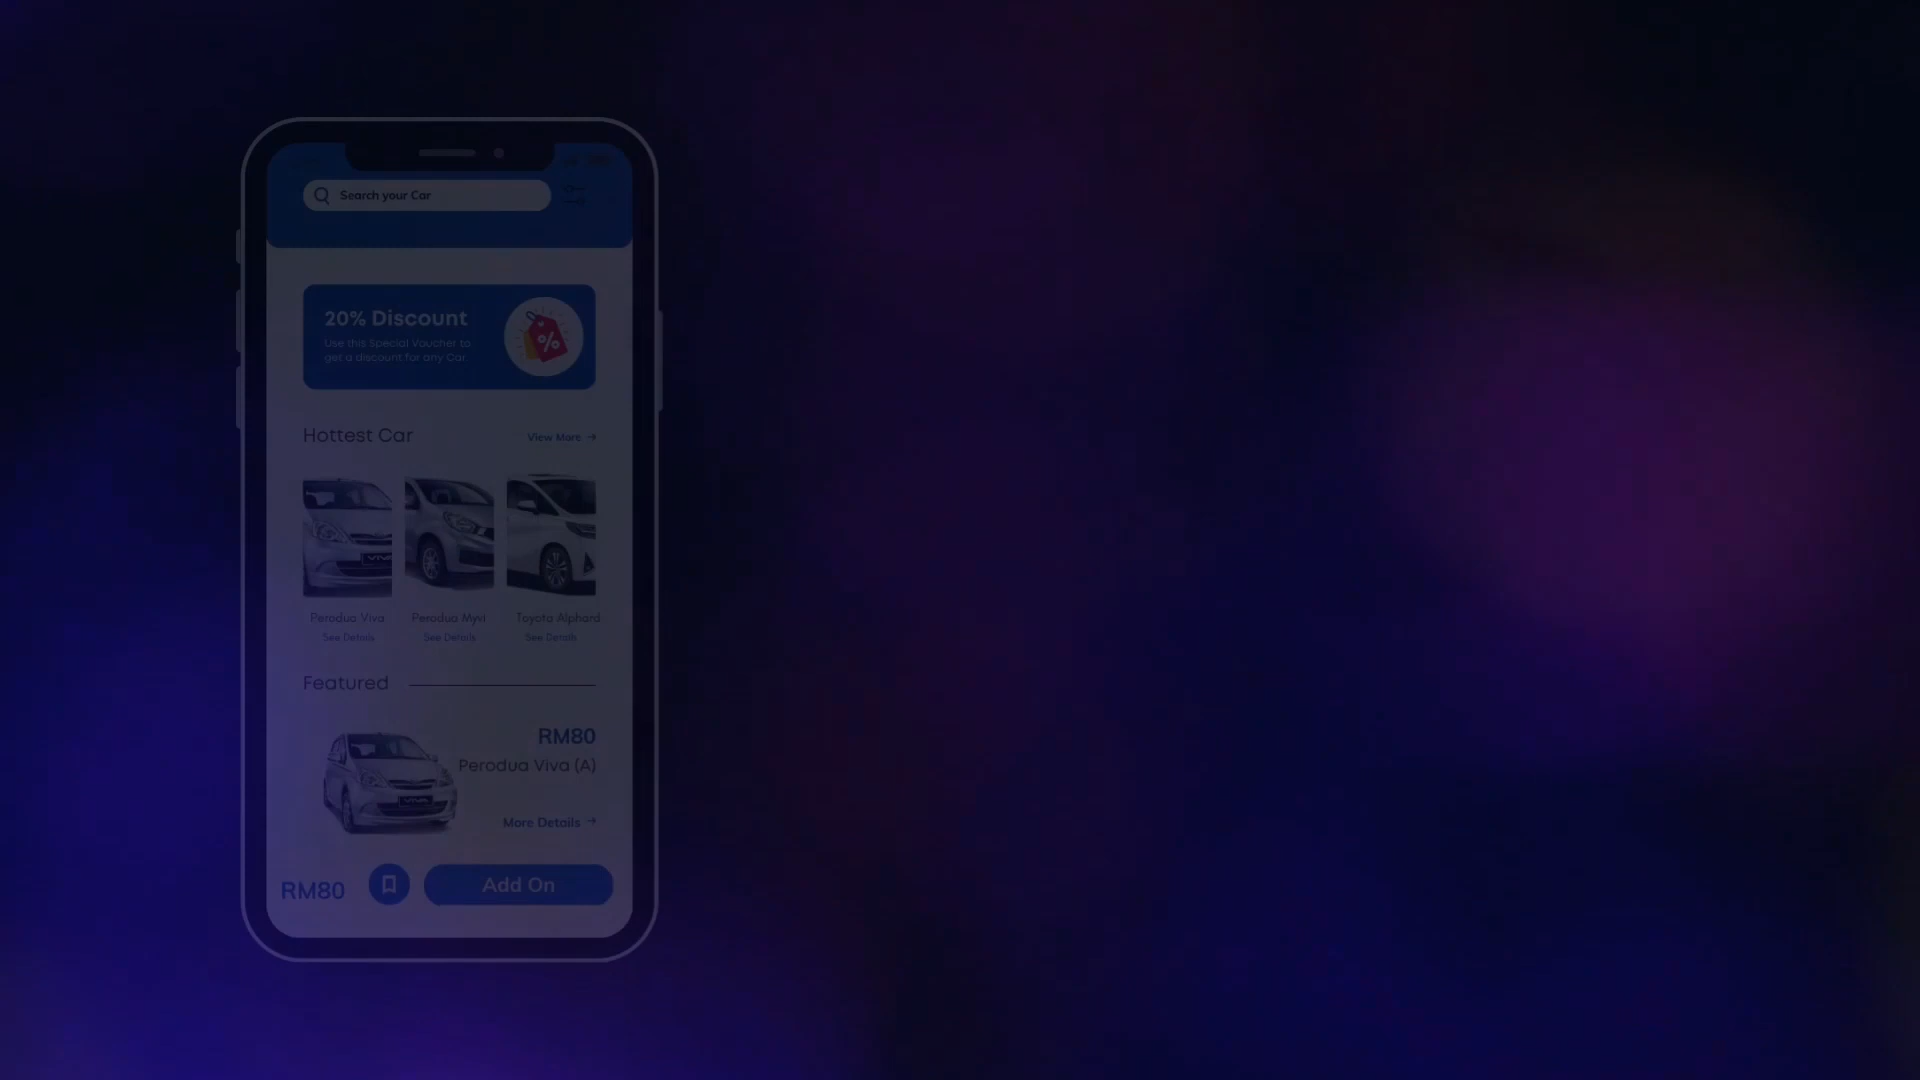 Search your Car
20% Discount
Use this Special Voucher to
get a discount for any Car
Hottest Car
View More →
VIVA
Perodua Viva
Perodua Myvi
Toyota Alphard
See Details
See Details
See Details
Featured
RM80
Perodua Viva (A)
VIVA
More Details →
RM80
Add On